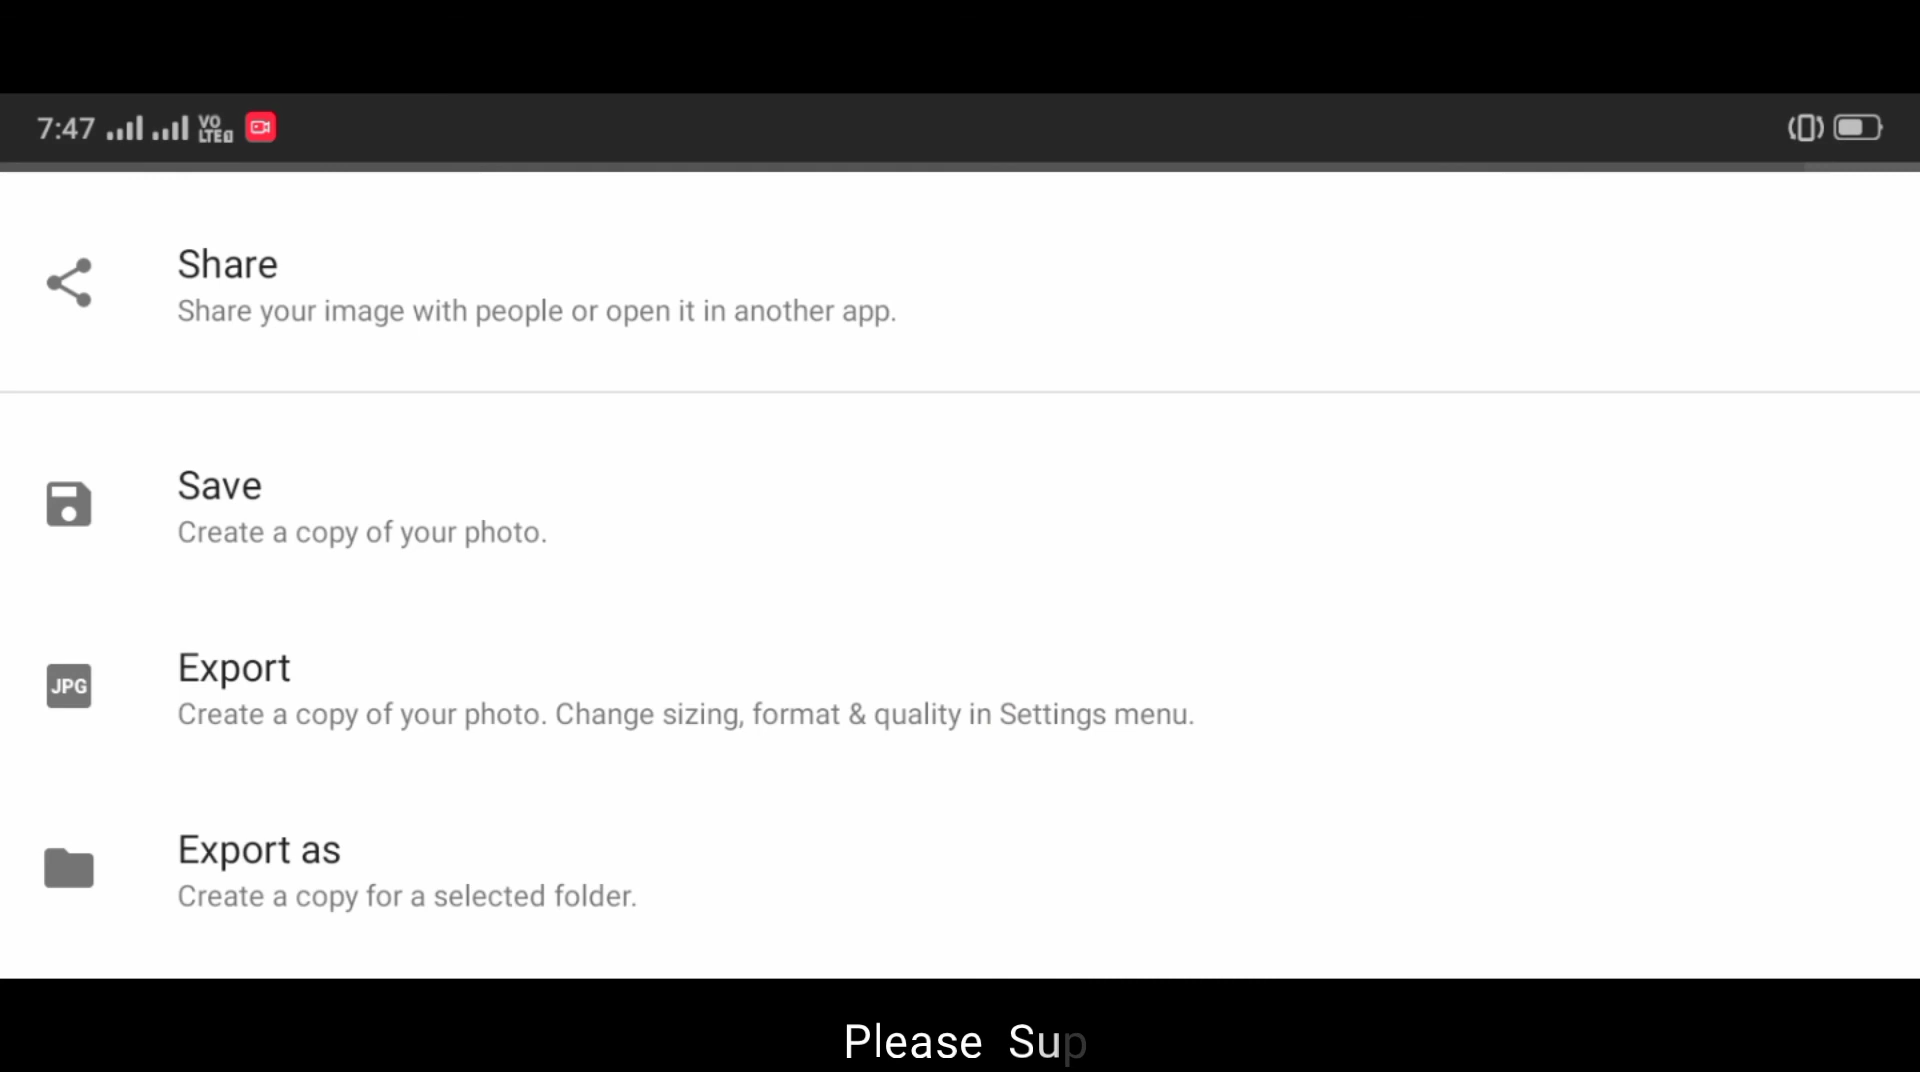 7:47 VO LTE
Share
Share your image with people or open it in another app.
Save
Create a copy of your photo.
JPG
Export
Create a copy of your photo. Change sizing, format & quality in Settings menu.
Export as
Create a copy for a selected folder.
Please Sup